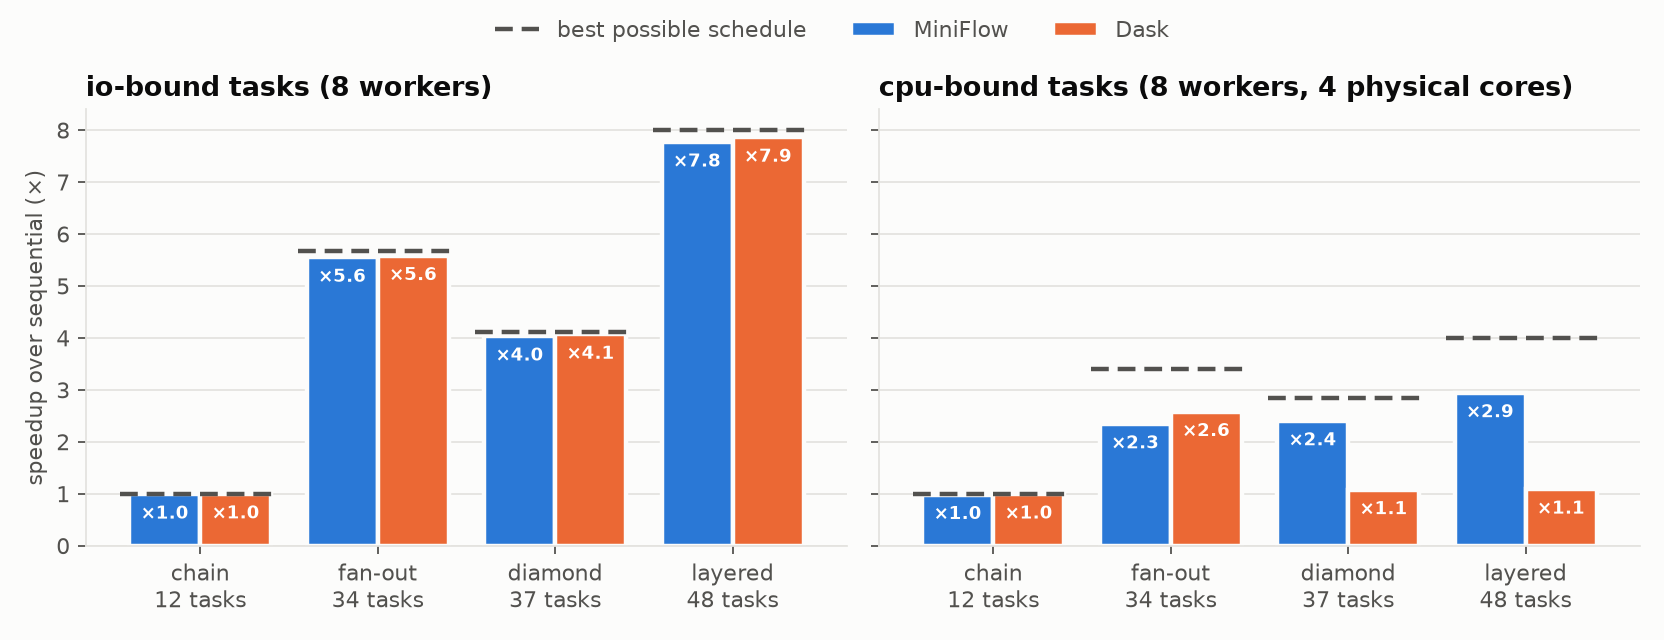 best possible schedule MiniFlow Dask
io-bound tasks (8 workers)
speedup over sequential (×)
8
7
6
5
4
3
2
1
0
×1.0 ×1.0
×5.6 ×5.6
×4.0 ×4.1
×7.8 ×7.9
chain fan-out diamond layered
12 tasks 34 tasks 37 tasks 48 tasks
cpu-bound tasks (8 workers, 4 physical cores)
×1.0 ×1.0
×2.3 ×2.6
×2.4 ×1.1
×2.9 ×1.1
chain fan-out diamond layered
12 tasks 34 tasks 37 tasks 48 tasks